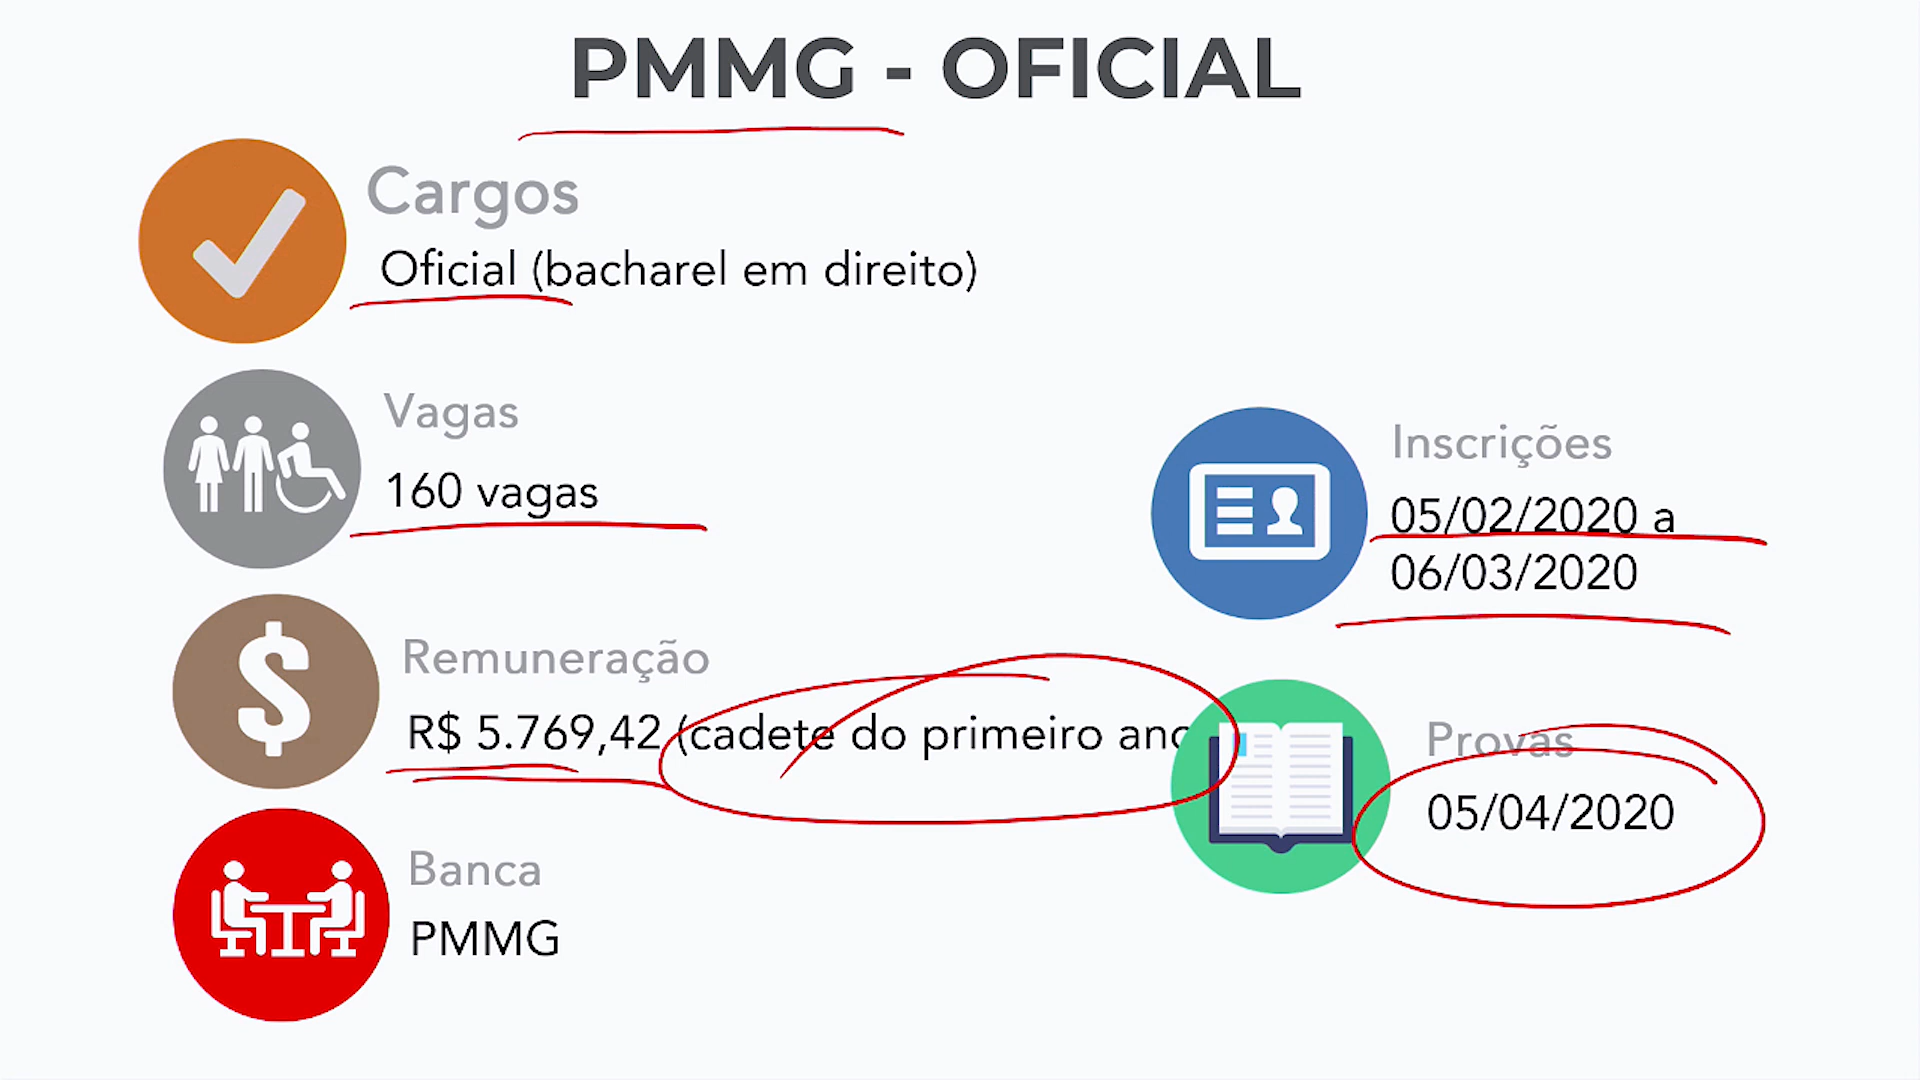 PMMG - OFICIAL
Cargos
Oficial (bacharel em direito)
Vagas
160 vagas
Remuneração
R$ 5.769,42 (cadete do primeiro ano
Banca
PMMG
Inscrições
05/02/2020 a
06/03/2020
Provas
05/04/2020